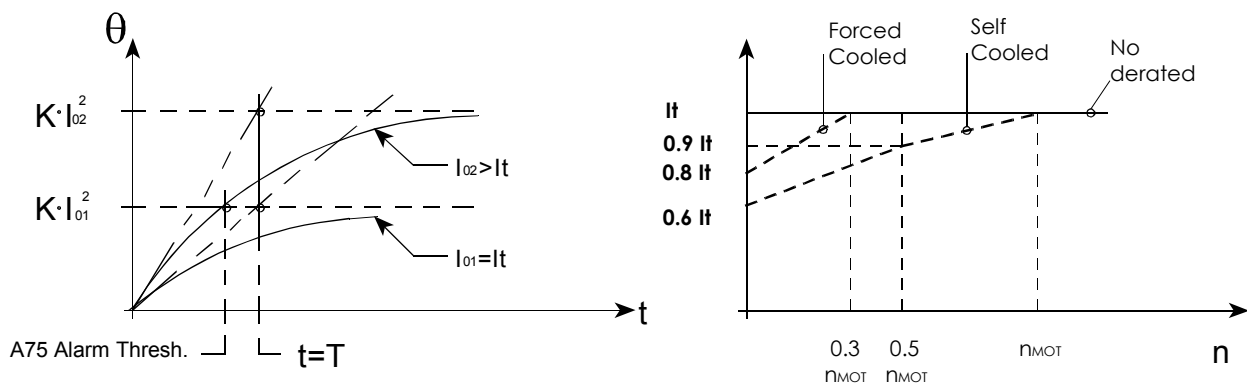 θ
K·I₀₂²
K·I₀₁²
I₀₂>It
I₀₁=It
t
A75 Alarm Thresh.
t=T
Forced
Cooled
Self
Cooled
No
derated
It
0.9 It
0.8 It
0.6 It
0.3
nMOT
0.5
nMOT
nMOT
n